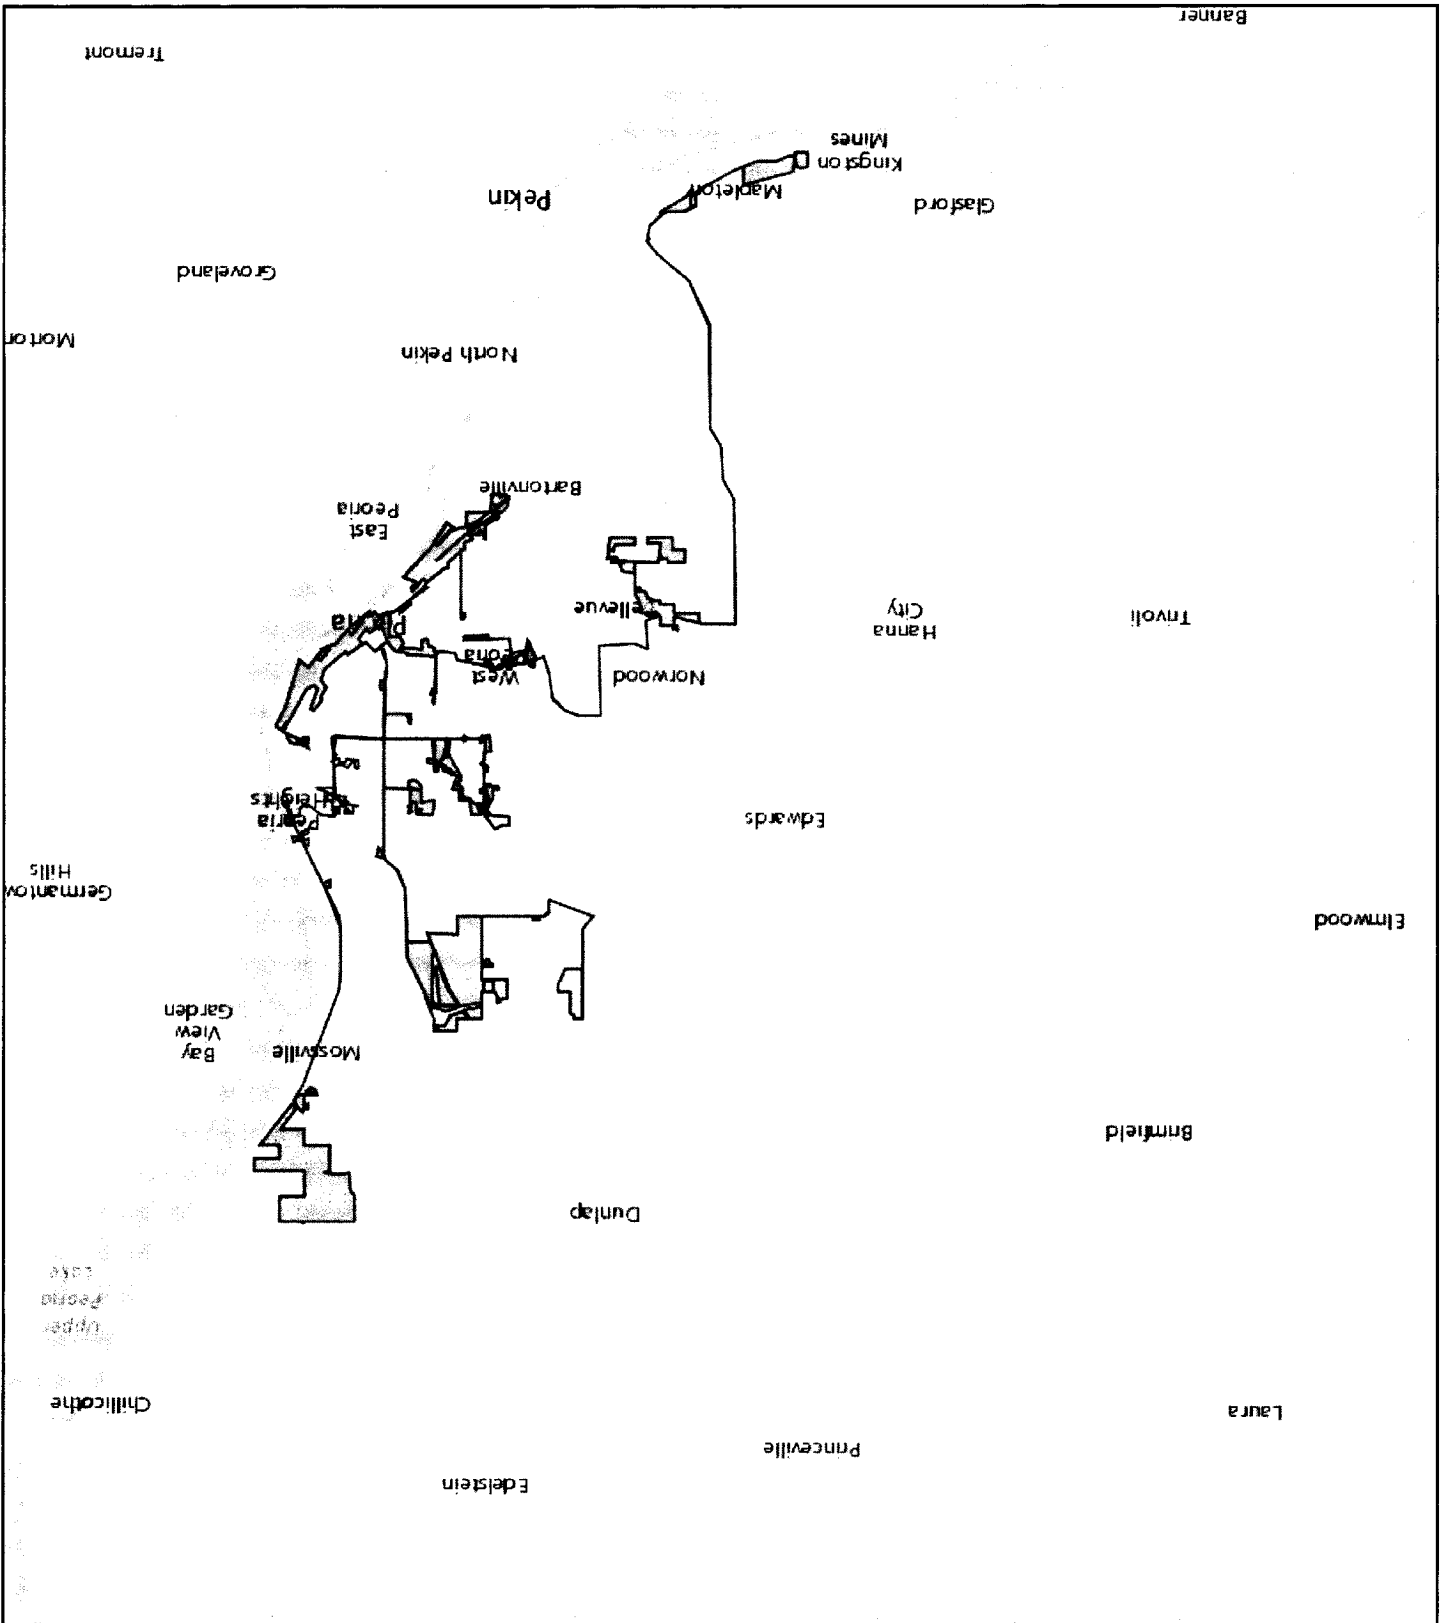 Edelstein
Princeville
Laura
Chillicothe
Upper
Peoria
Lake
Dunlap
Brimfield
Mossville
Bay
View
Garden
Elmwood
Germantow
Hills
Edwards
Peoria
Heights
Norwood
West
Peoria
Hanna
City
Trivoli
Bellevue
Peoria
East
Peoria
Bartonville
North Pekin
Morton
Groveland
Glasford
Pekin
Mapleton
Kingston
Mines
Tremont
Banner